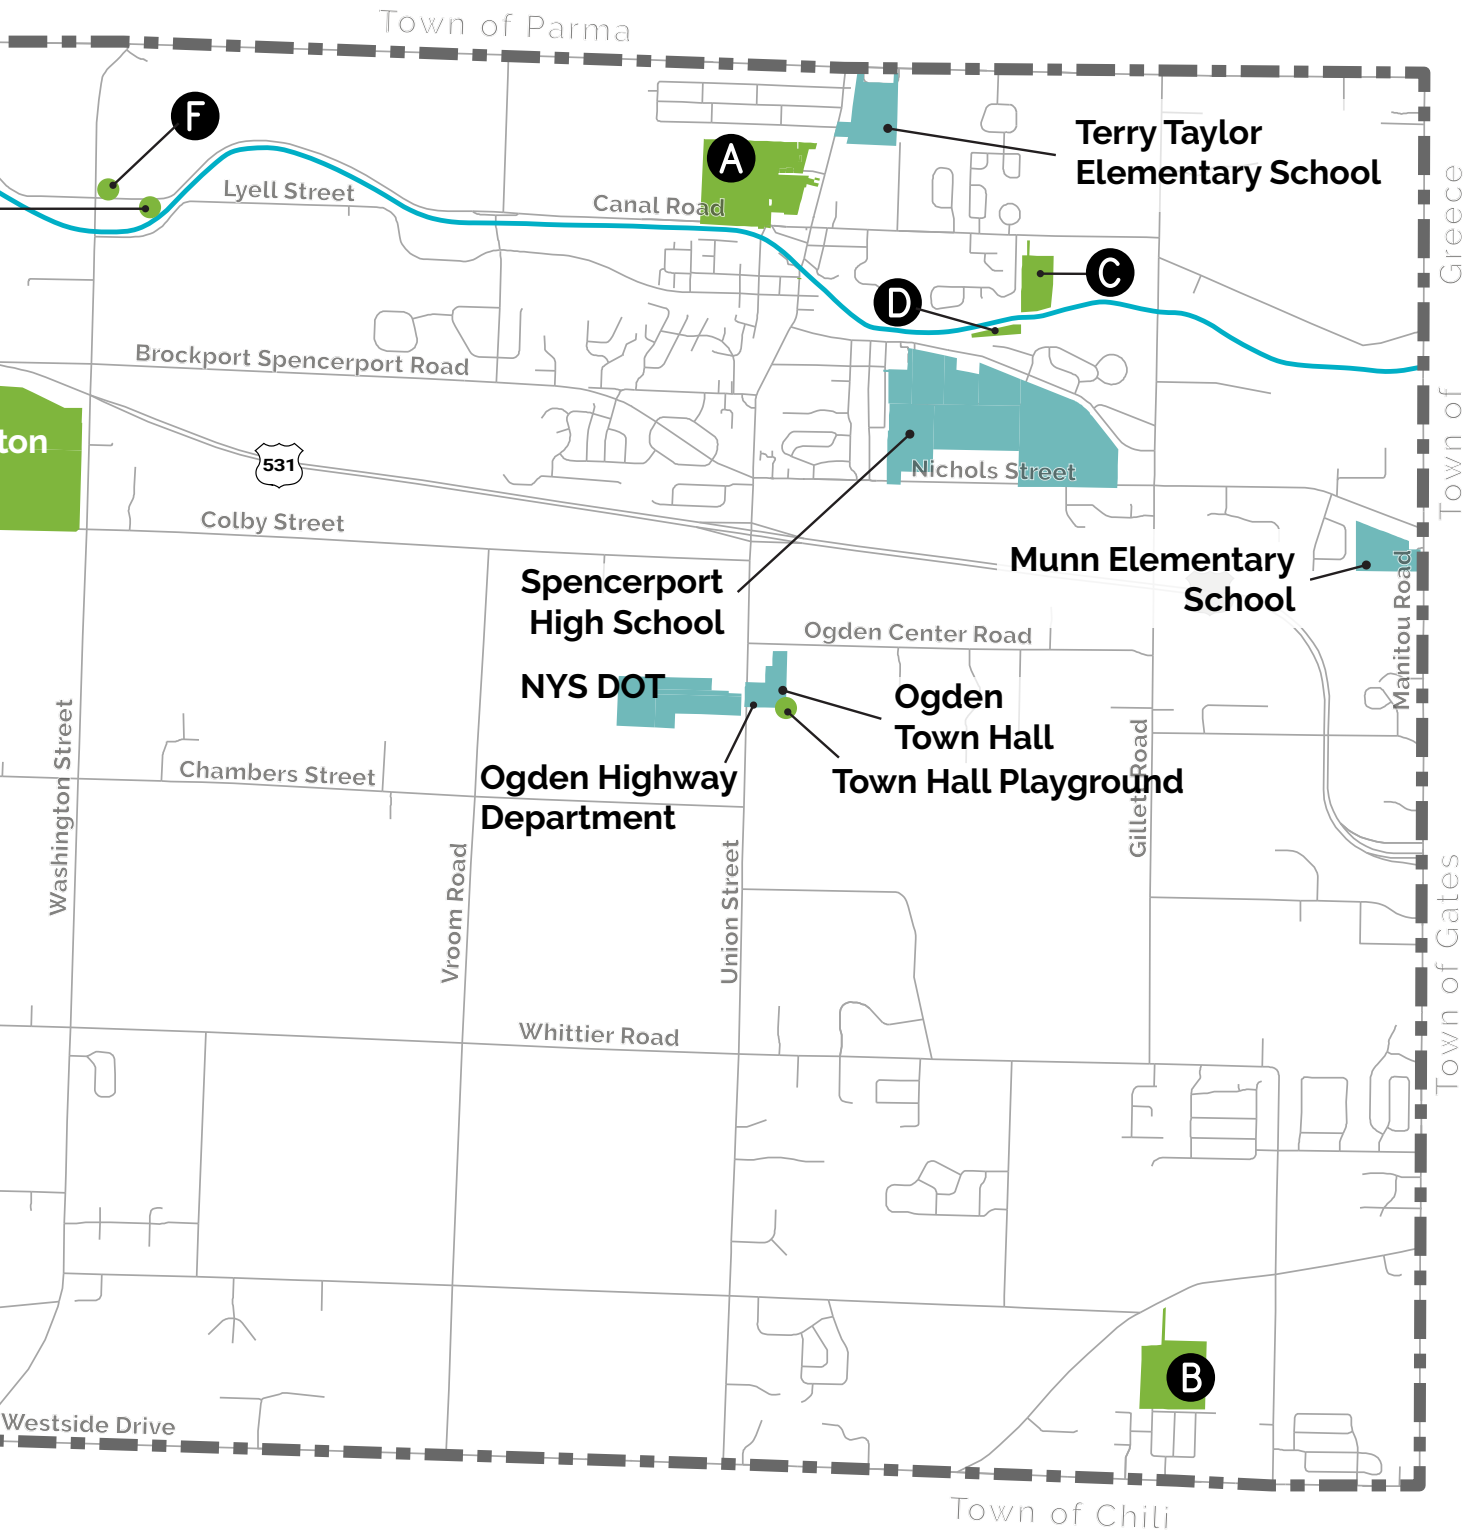 Town of Parma
F
Terry Taylor
Elementary School
A
Lyell Street
Canal Road
Town of Greece
C
D
Brockport Spencerport Road
ton
531
Nichols Street
Colby Street
Munn Elementary
School
Spencerport
High School
Manitou Road
Ogden Center Road
NYS DOT
Ogden
Town Hall
Town Hall Playground
Ogden Highway
Department
Chambers Street
Washington Street
Vroom Road
Union Street
Gillett Road
Town of Gates
Whittier Road
B
Westside Drive
Town of Chili